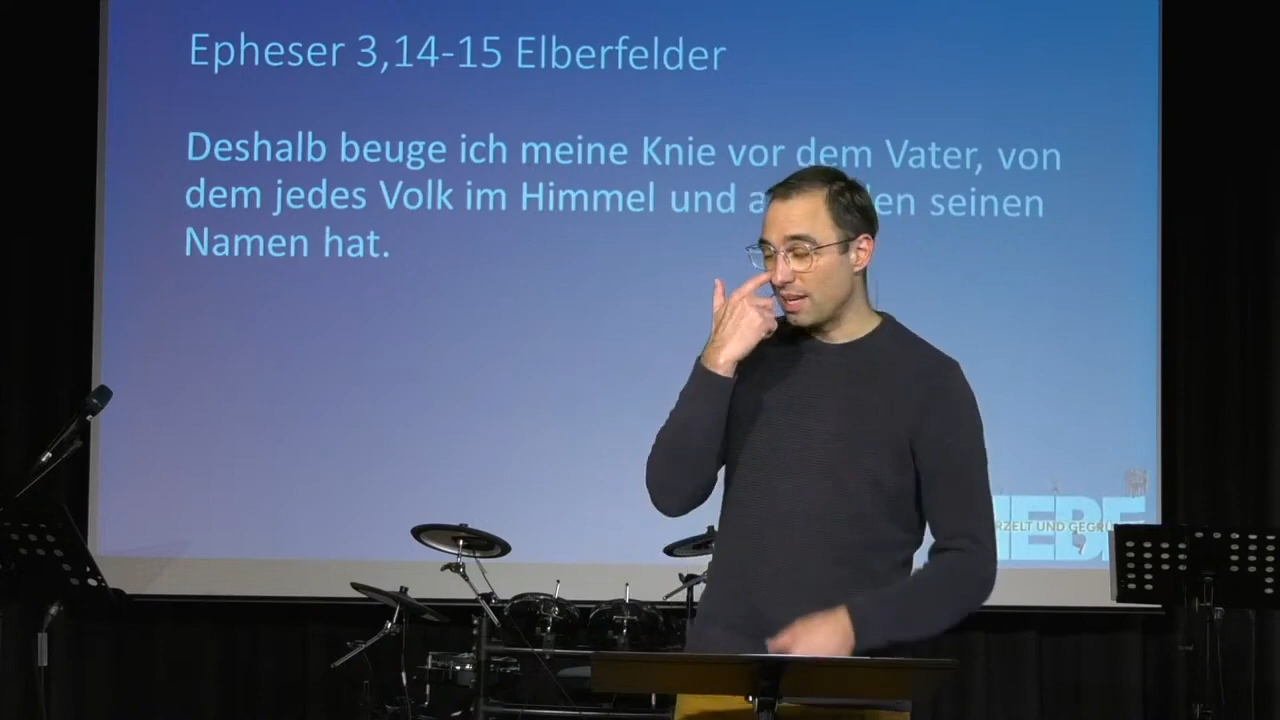 Epheser 3,14-15 Elberfelder
Deshalb beuge ich meine Knie vor dem Vater, von
dem jedes Volk im Himmel und seinen
Namen hat.
UND